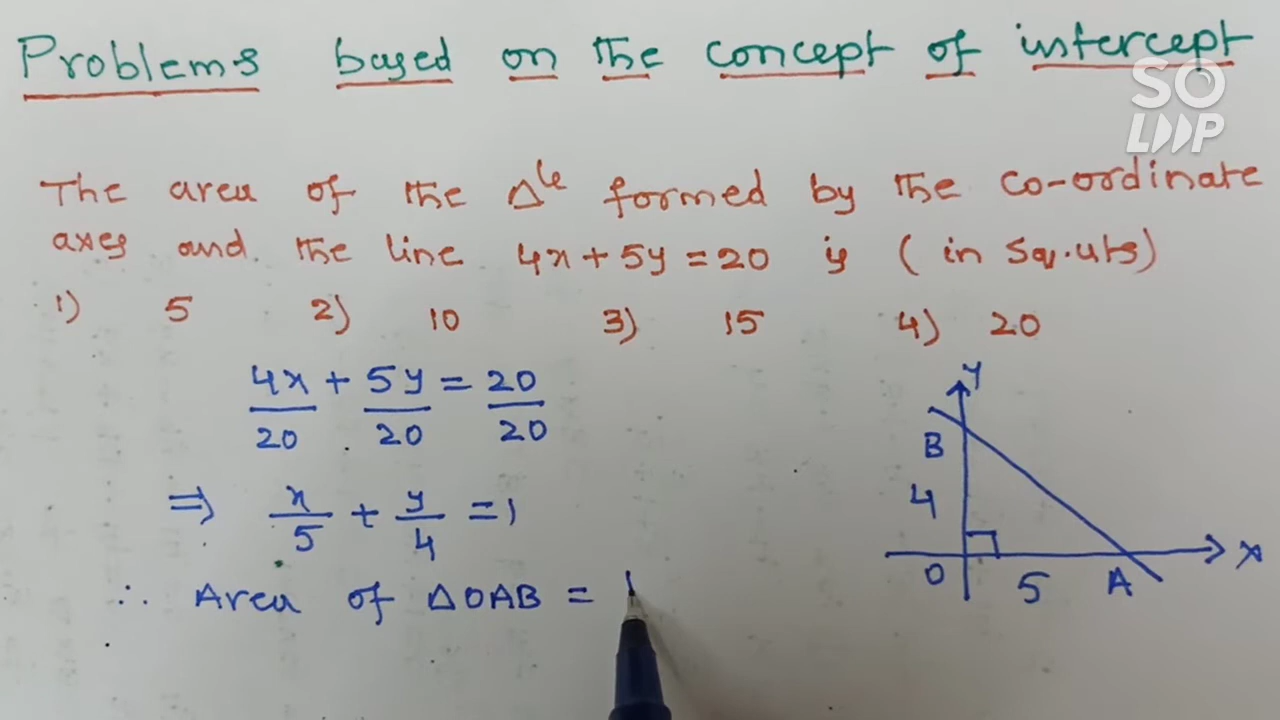 Problems based on the concept of intercept
SO
LOOP
The area of the Δle formed by the co-ordinate
axes and the line 4x + 5y = 20 is ( in Sq.uts)
1) 5 2) 10 3) 15 4) 20
4x/20 + 5y/20 = 20/20
⇒ x/5 + y/4 = 1
∴ Area of ΔOAB = 1
Y
B
4
O 5 A X